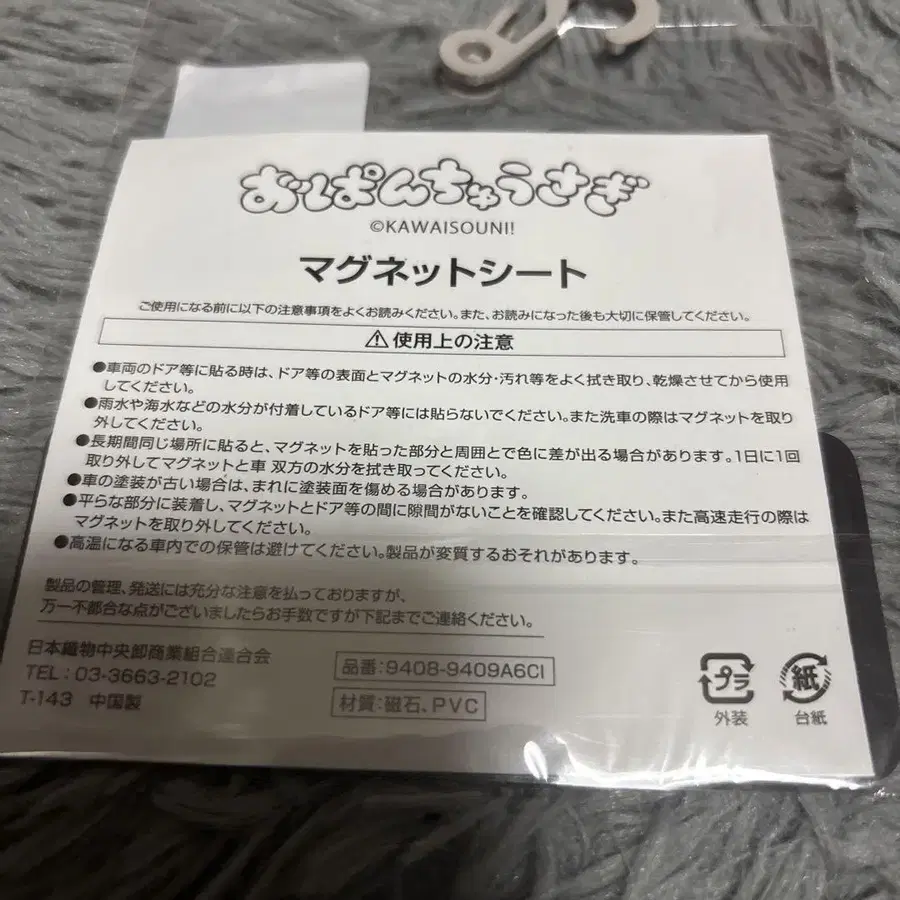 おぱんちゅうさぎ
©KAWAISOUNI!
マグネットシート
ご使用になる前に以下の注意事項をよくお読みください。また、お読みになった後も大切に保管してください。
⚠使用上の注意
●車両のドア等に貼る時は、ドア等の表面とマグネットの水分・汚れ等をよく拭き取り、乾燥させてから使用
してください。
●雨水や海水などの水分が付着しているドア等には貼らないでください。また洗車の際はマグネットを取り
外してください。
●長期間同じ場所に貼ると、マグネットを貼った部分と周囲とで色に差が出る場合があります。1日に1回
取り外してマグネットと車 双方の水分を拭き取ってください。
●車の塗装が古い場合は、まれに塗装面を傷める場合があります。
●平らな部分に装着し、マグネットとドア等の間に隙間がないことを確認してください。また高速走行の際は
マグネットを取り外してください。
●高温になる車内での保管は避けてください。製品が変質するおそれがあります。
製品の管理、発送には充分な注意を払っておりますが、
万一不都合な点がございましたらお手数ですが下記までご連絡ください。
日本織物中央卸商業組合連合会
TEL:03-3663-2102
T-143 中国製
品番:9408-9409A6CI
材質:磁石、PVC
プラ
外装
紙
台紙